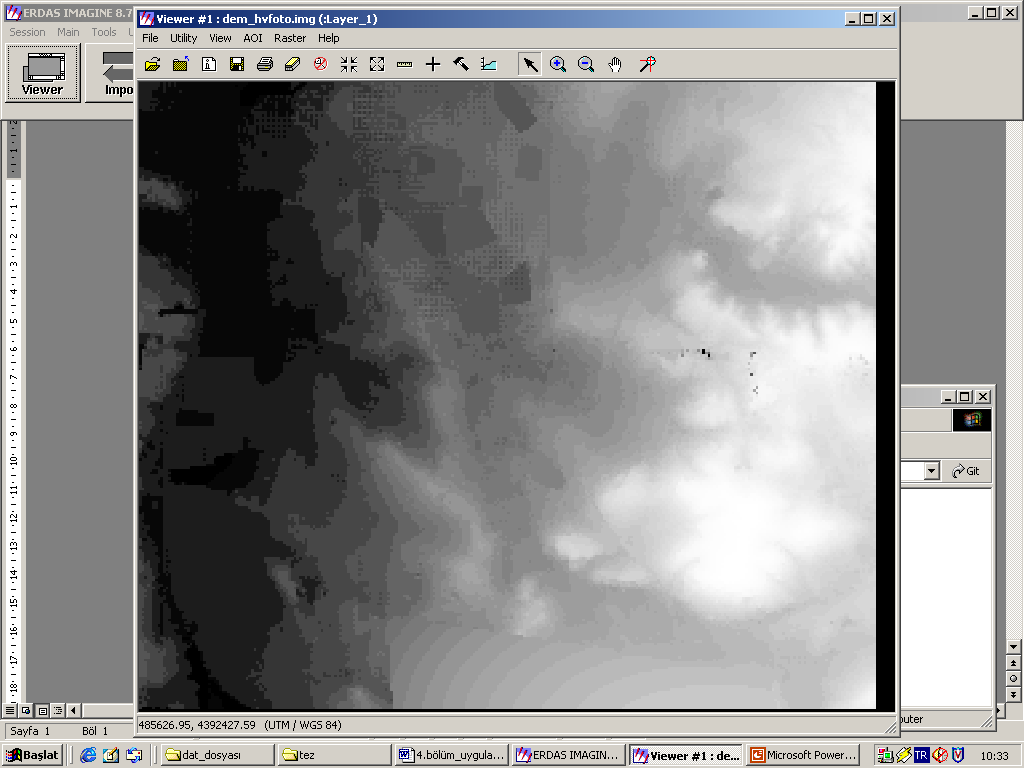 ERDAS IMAGINE 8.7
Viewer #1 : dem_hvfoto.img (:Layer_1)
Session Main Tools U
File Utility View AOI Raster Help
Viewer
Impo
Git
485626.95, 4392427.59 (UTM / WGS 84)
puter
Sayfa 1 Böl 1
Başlat
dat_dosyası
tez
4.bölüm_uygula...
ERDAS IMAGIN...
Viewer #1 : de...
Microsoft Power...
TR
10:33